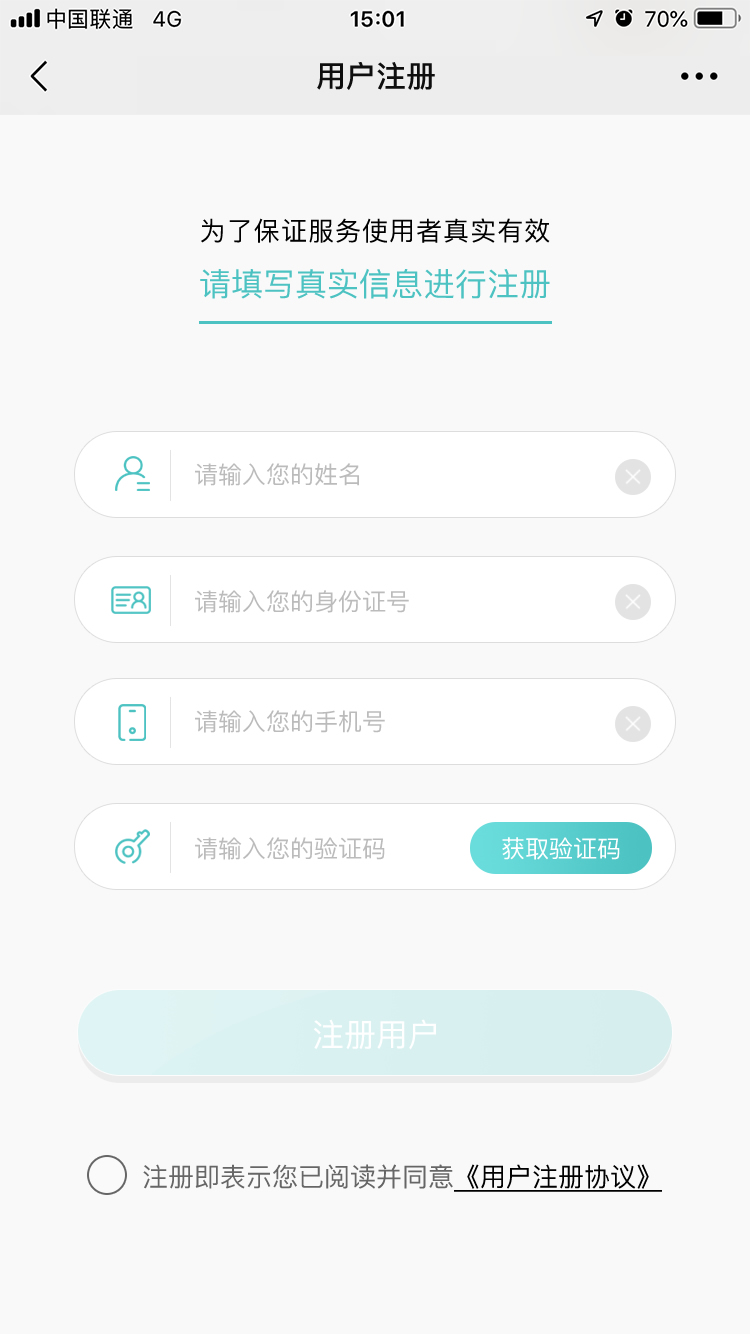 中国联通 4G 15:01 70%
用户注册
为了保证服务使用者真实有效
请填写真实信息进行注册
请输入您的姓名
请输入您的身份证号
请输入您的手机号
请输入您的验证码 获取验证码
注册用户
注册即表示您已阅读并同意《用户注册协议》